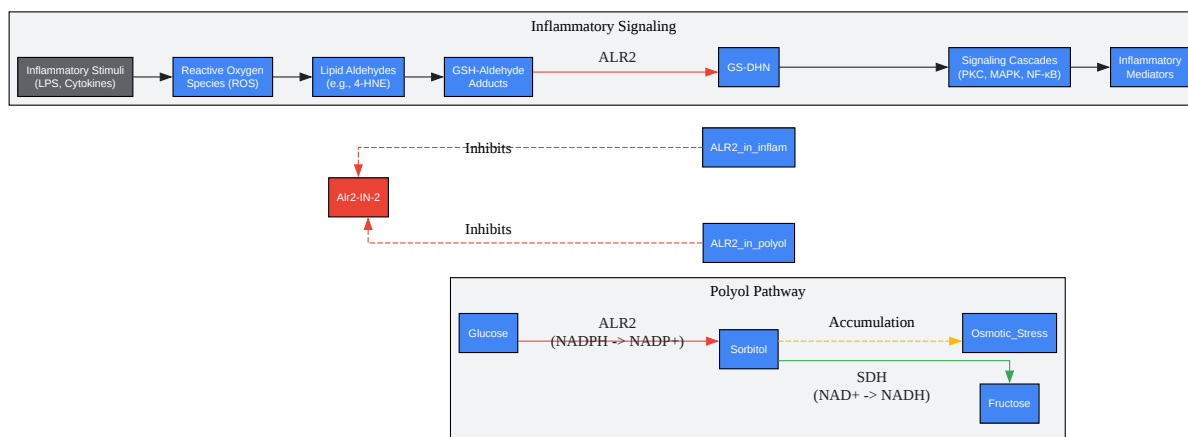 Inflammatory Signaling
Inflammatory Stimuli
(LPS, Cytokines)
Reactive Oxygen
Species (ROS)
Lipid Aldehydes
(e.g., 4-HNE)
GSH-Aldehyde
Adducts
ALR2
GS-DHN
Signaling Cascades
(PKC, MAPK, NF-κB)
Inflammatory
Mediators
Inhibits
ALR2_in_inflam
Alr2-IN-2
Inhibits
ALR2_in_polyol
Polyol Pathway
Glucose
ALR2
(NADPH -> NADP+)
Sorbitol
Accumulation
Osmotic_Stress
SDH
(NAD+ -> NADH)
Fructose